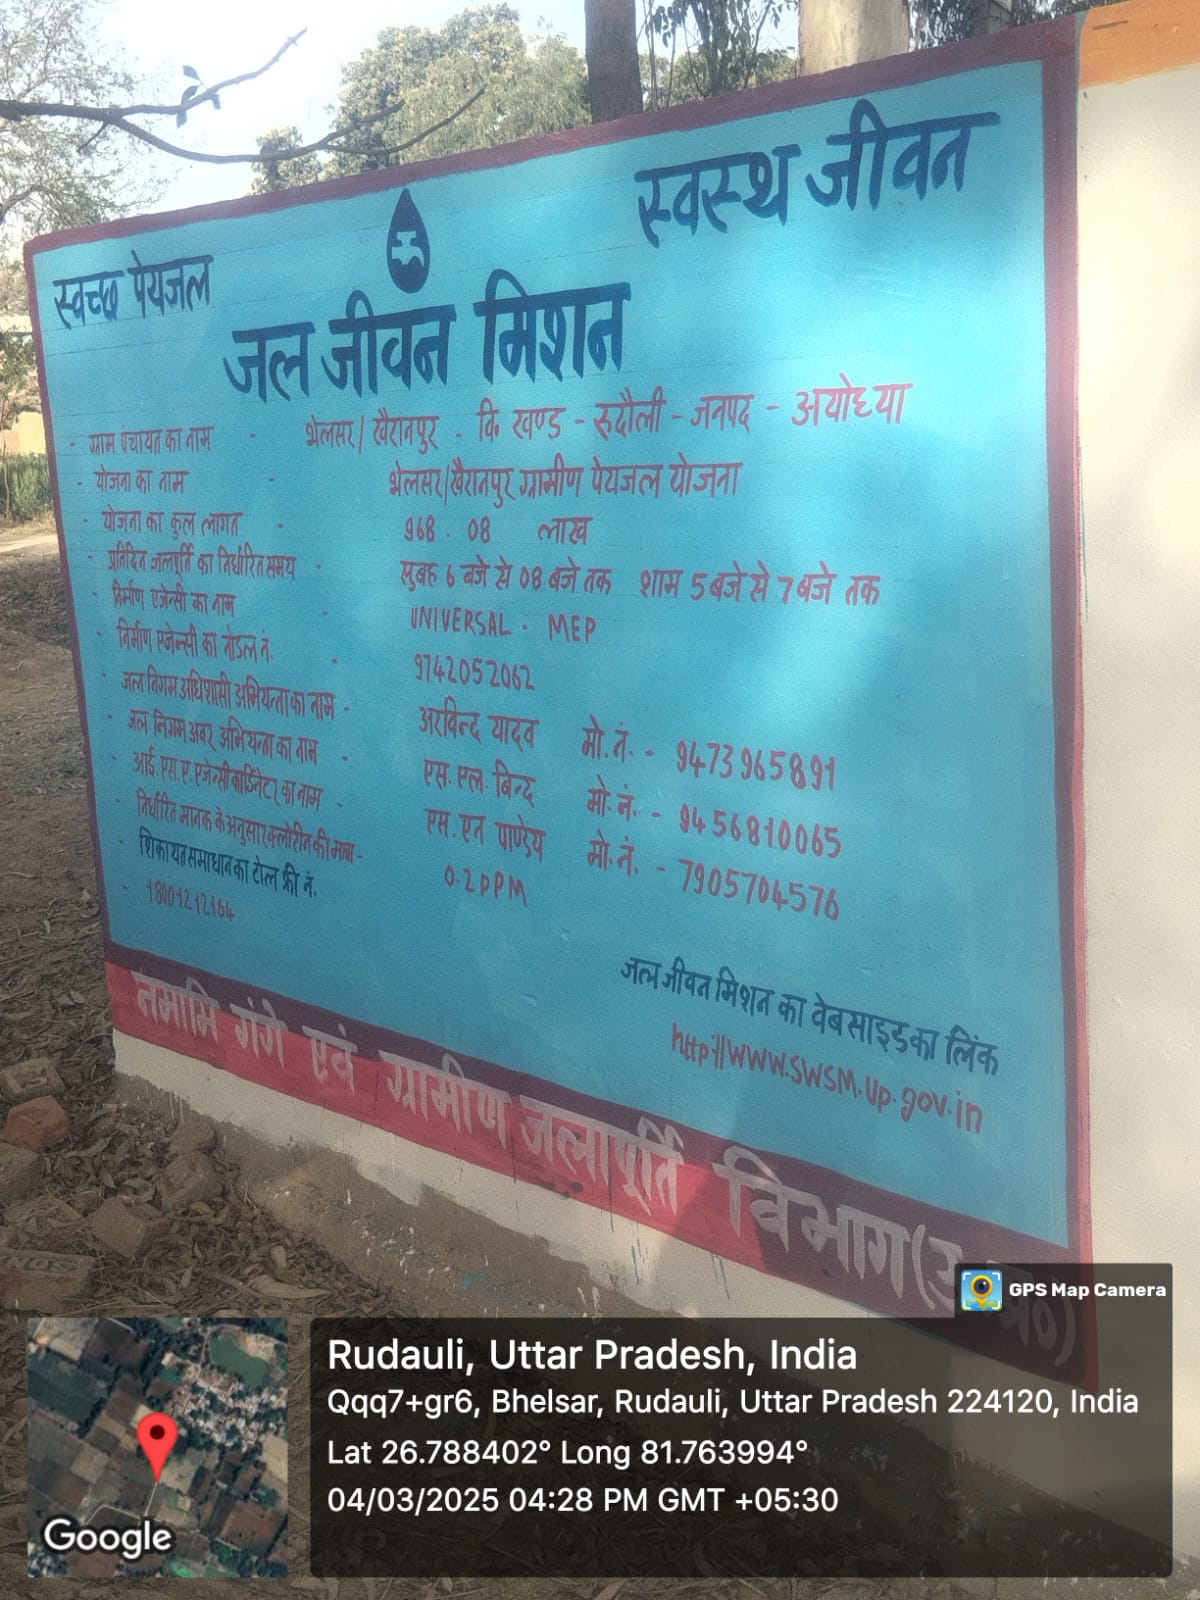 स्वच्छ पेयजल
स्वस्थ जीवन
जल जीवन मिशन
ग्राम पंचायत का नाम - भेलसर/खैरानपुर - वि. खण्ड - रुदौली - जनपद - अयोध्या
योजना का नाम - भेलसर/खैरानपुर ग्रामीण पेयजल योजना
योजना का कुल लागत - 968.08 लाख
प्रतिदिन जलपूर्ति का निर्धारित समय - सुबह 6 बजे से 08 बजे तक शाम 5 बजे से 7 बजे तक
निर्माण एजेन्सी का नाम - UNIVERSAL. MEP
निर्माण एजेन्सी का नोडल नं. - 9742052062
जल निगम अधिशासी अभियन्ता का नाम - अरविन्द यादव मो. नं. - 9473965891
जल निगम अवर अभियन्ता का नाम - एस. एल. बिन्द मो. नं. - 9456810065
आई. एस. ए. एजेन्सी कार्डिनेटर का नाम - एस. एन पाण्डेय मो. नं. - 7905704576
निर्धारित मानक के अनुसार क्लोरीन की मात्रा - 0.2 PPM
शिकायत समाधान का टोल फ्री नं.
- 18001212164
जल जीवन मिशन का वेबसाइड का लिंक
http://www.swsm.up.gov.in
नमामि गंगे एवं ग्रामीण जलापूर्ति विभाग
GPS Map Camera
Rudauli, Uttar Pradesh, India
Qqq7+gr6, Bhelsar, Rudauli, Uttar Pradesh 224120, India
Lat 26.788402° Long 81.763994°
04/03/2025 04:28 PM GMT +05:30
Google